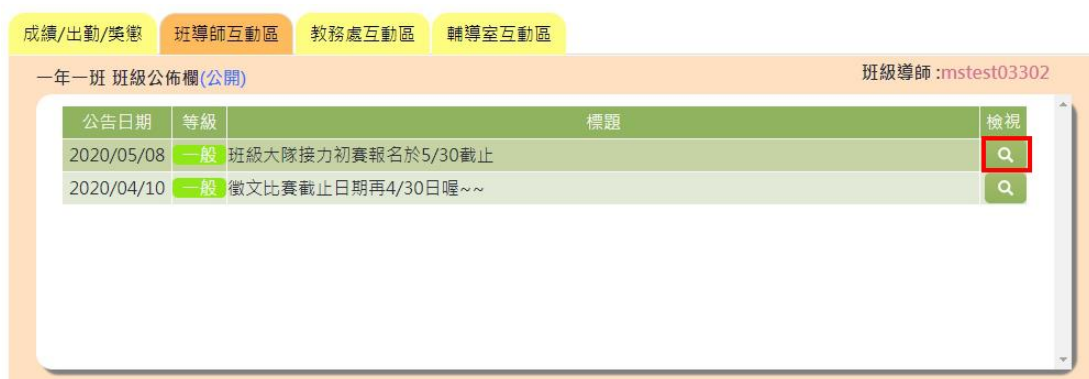 成績/出勤/獎懲 班導師互動區 教務處互動區 輔導室互動區
一年一班 班級公佈欄(公開) 班級導師 :mstest03302
公告日期 等級 標題 檢視
2020/05/08 一般 班級大隊接力初賽報名於5/30截止
2020/04/10 一般 徵文比賽截止日期再4/30日喔~~